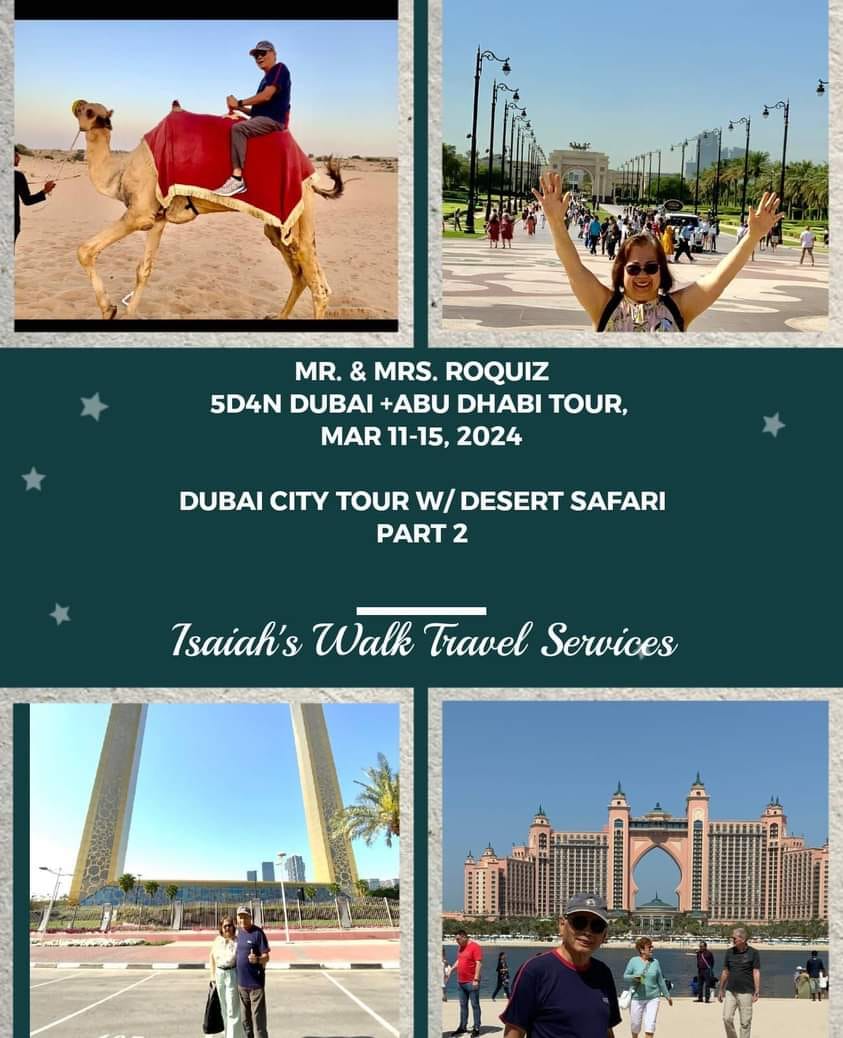 MR. & MRS. ROQUIZ
5D4N DUBAI +ABU DHABI TOUR,
MAR 11-15, 2024
DUBAI CITY TOUR W/ DESERT SAFARI
PART 2
Isaiah's Walk Travel Services